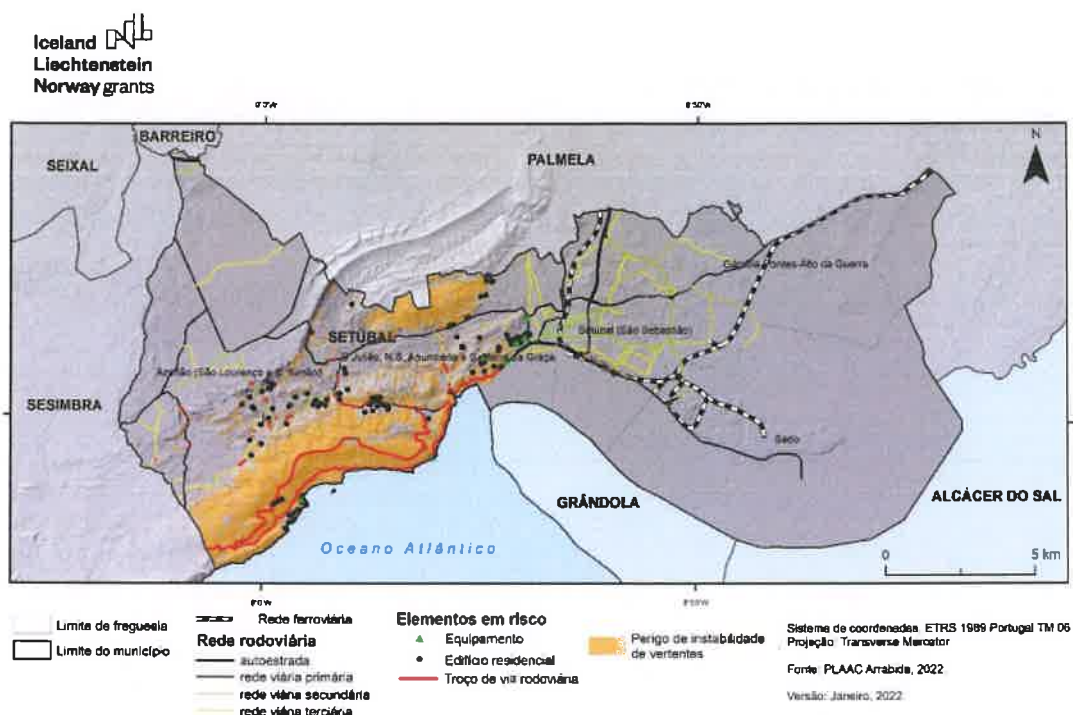 Iceland
Liechtenstein
Norway grants
BARREIRO
SEIXAL
PALMELA
N
SETÚBAL
Setúbal (São Sebastião)
SESIMBRA
Sado
GRÂNDOLA
ALCÁCER DO SAL
Oceano Atlântico
0 5 km
Limite de freguesia
Limite do município
Rede ferroviária
Rede rodoviária
autoestrada
rede viária primária
rede viária secundária
rede viária terciária
Elementos em risco
Equipamento
Edifício residencial
Troço de via rodoviária
Perigo de instabilidade
de vertentes
Sistema de coordenadas: ETRS 1989 Portugal TM 06
Projeção: Transverse Mercator
Fonte: PLAAC Arrábida, 2022
Versão: Janeiro, 2022